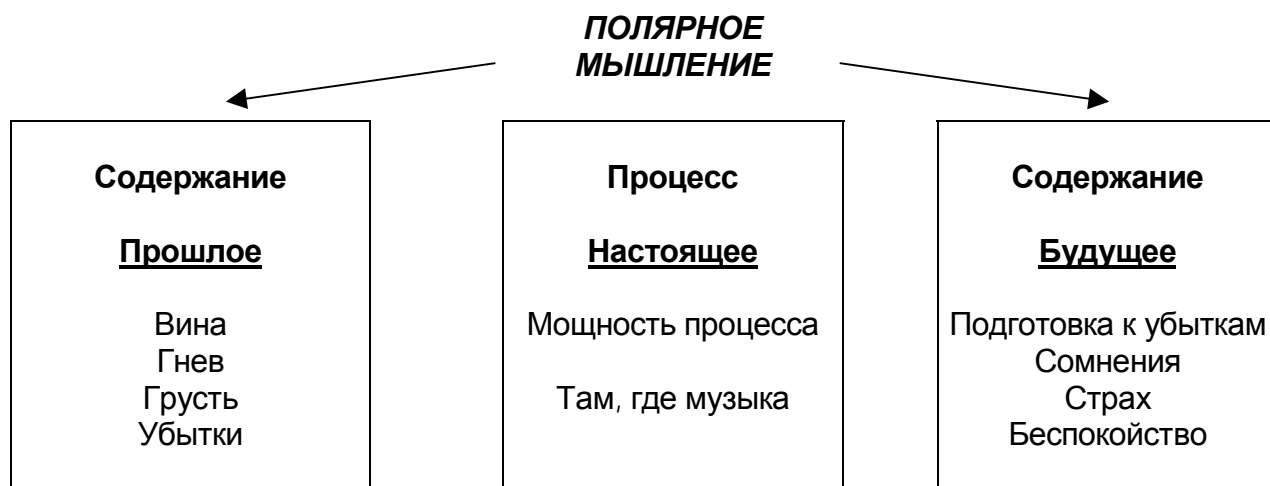 ПОЛЯРНОЕ
МЫШЛЕНИЕ
Содержание
Прошлое
Вина
Гнев
Грусть
Убытки
Процесс
Настоящее
Мощность процесса
Там, где музыка
Содержание
Будущее
Подготовка к убыткам
Сомнения
Страх
Беспокойство